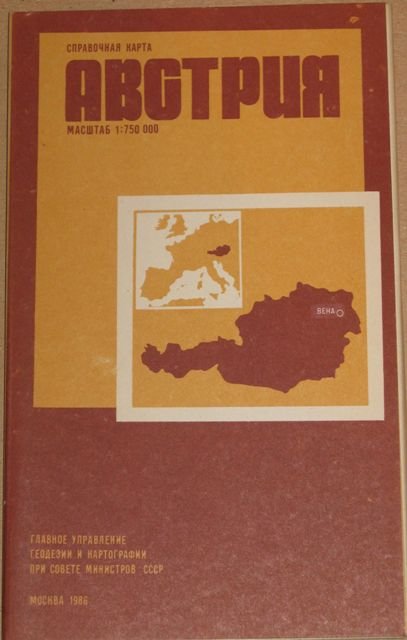 СПРАВОЧНАЯ КАРТА
АВСТРИЯ
МАСШТАБ 1:750 000
ВЕНА
ГЛАВНОЕ УПРАВЛЕНИЕ
ГЕОДЕЗИИ И КАРТОГРАФИИ
ПРИ СОВЕТЕ МИНИСТРОВ СССР
МОСКВА 1986